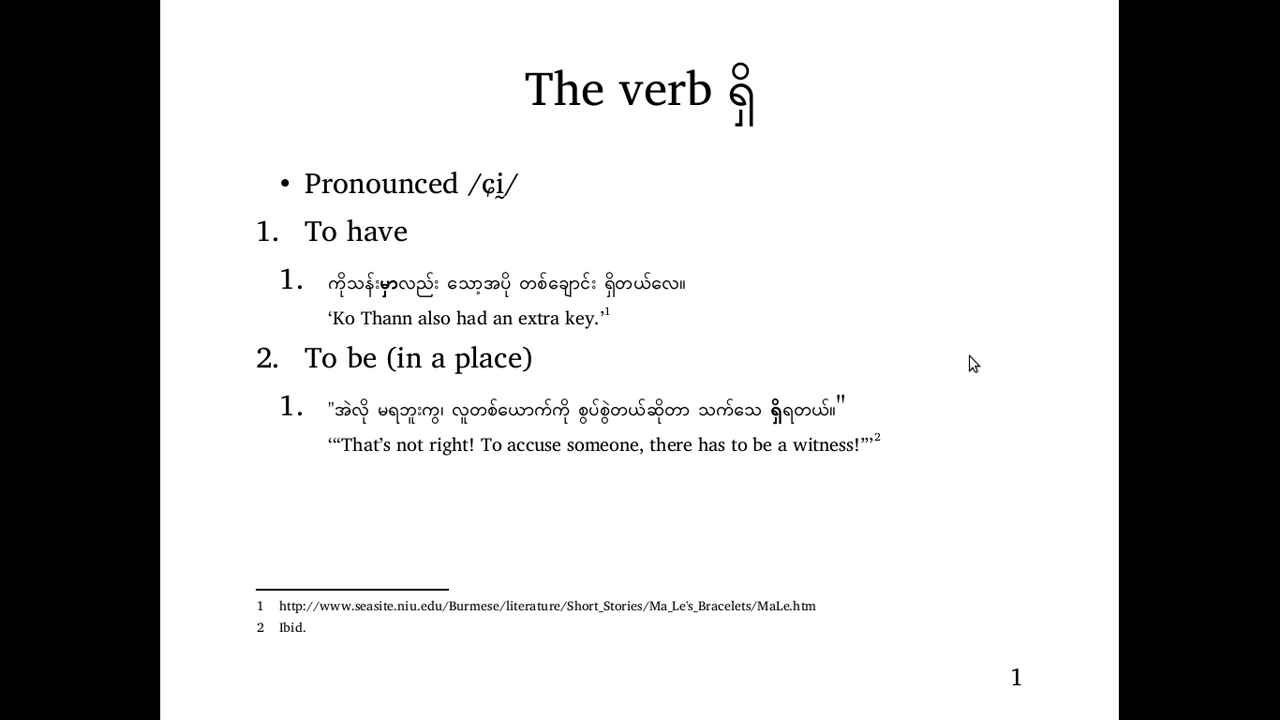 The verb ရှိ
• Pronounced /ɕḭ/
1. To have
1. ကိုသန်းမှာလည်း သော့အပို တစ်ချောင်း ရှိတယ်လေ။
‘Ko Thann also had an extra key.’1
2. To be (in a place)
1. "အဲလို မရဘူးကွ၊ လူတစ်ယောက်ကို စွပ်စွဲတယ်ဆိုတာ သက်သေ ရှိရတယ်။"
‘“That’s not right! To accuse someone, there has to be a witness!”’2
1 http://www.seasite.niu.edu/Burmese/literature/Short_Stories/Ma_Le's_Bracelets/MaLe.htm
2 Ibid.
1